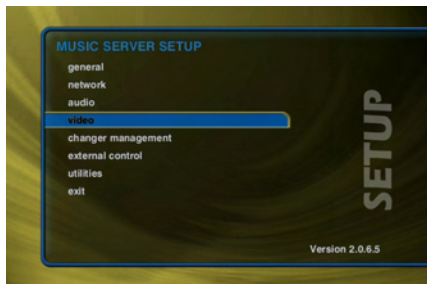 MUSIC SERVER SETUP
general
network
audio
video
changer management
external control
utilities
exit
SETUP
Version 2.0.6.5